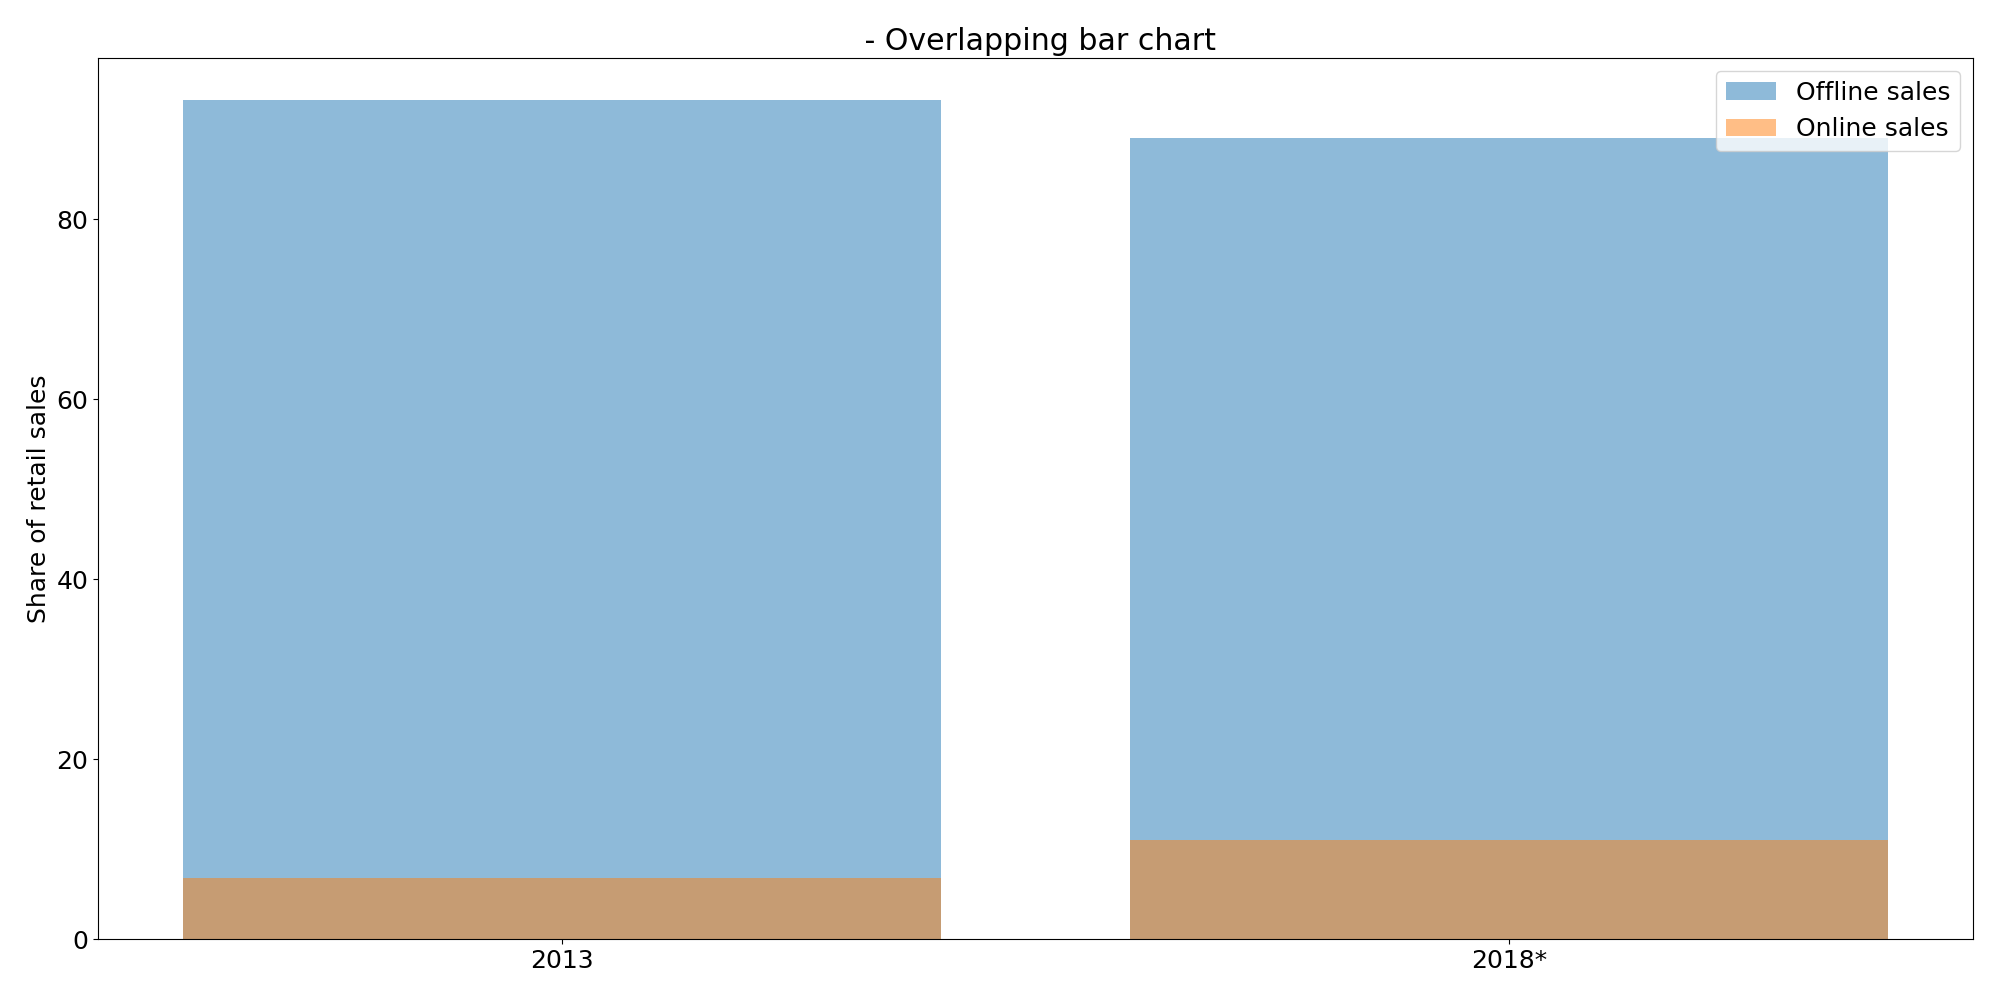 - Overlapping bar chart
Offline sales
Online sales
Share of retail sales
80
60
40
20
0
2013
2018*